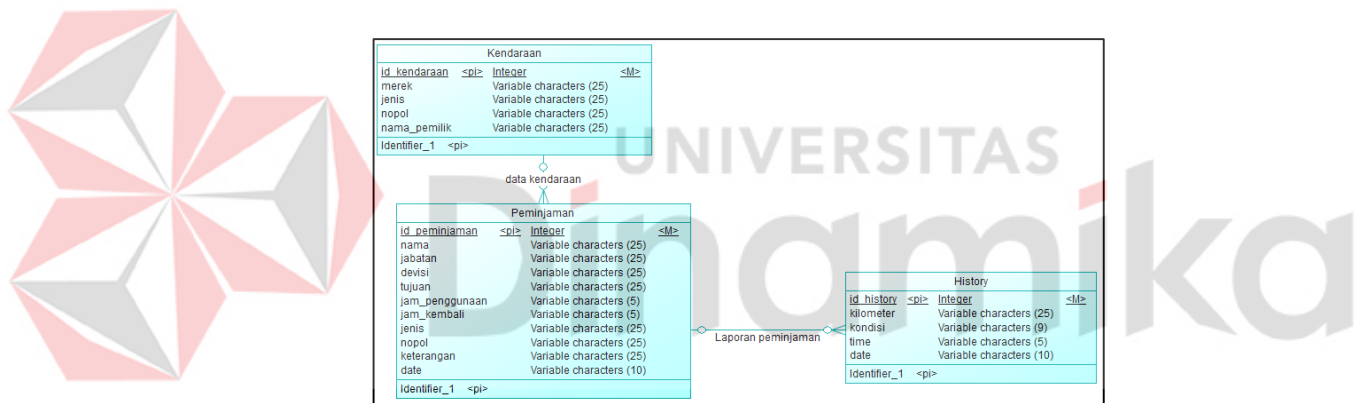 UNIVERSITAS
Dinamika
Kendaraan
id_kendaraan <pi> Integer <M>
merek Variable characters (25)
jenis Variable characters (25)
nopol Variable characters (25)
nama_pemilik Variable characters (25)
Identifier_1 <pi>
data kendaraan
Peminjaman
id_peminjaman <pi> Integer <M>
nama Variable characters (25)
jabatan Variable characters (25)
devisi Variable characters (25)
tujuan Variable characters (25)
jam_penggunaan Variable characters (5)
jam_kembali Variable characters (5)
jenis Variable characters (25)
nopol Variable characters (25)
keterangan Variable characters (25)
date Variable characters (10)
Identifier_1 <pi>
Laporan peminjaman
History
id_history <pi> Integer <M>
kilometer Variable characters (25)
kondisi Variable characters (9)
time Variable characters (5)
date Variable characters (10)
Identifier_1 <pi>